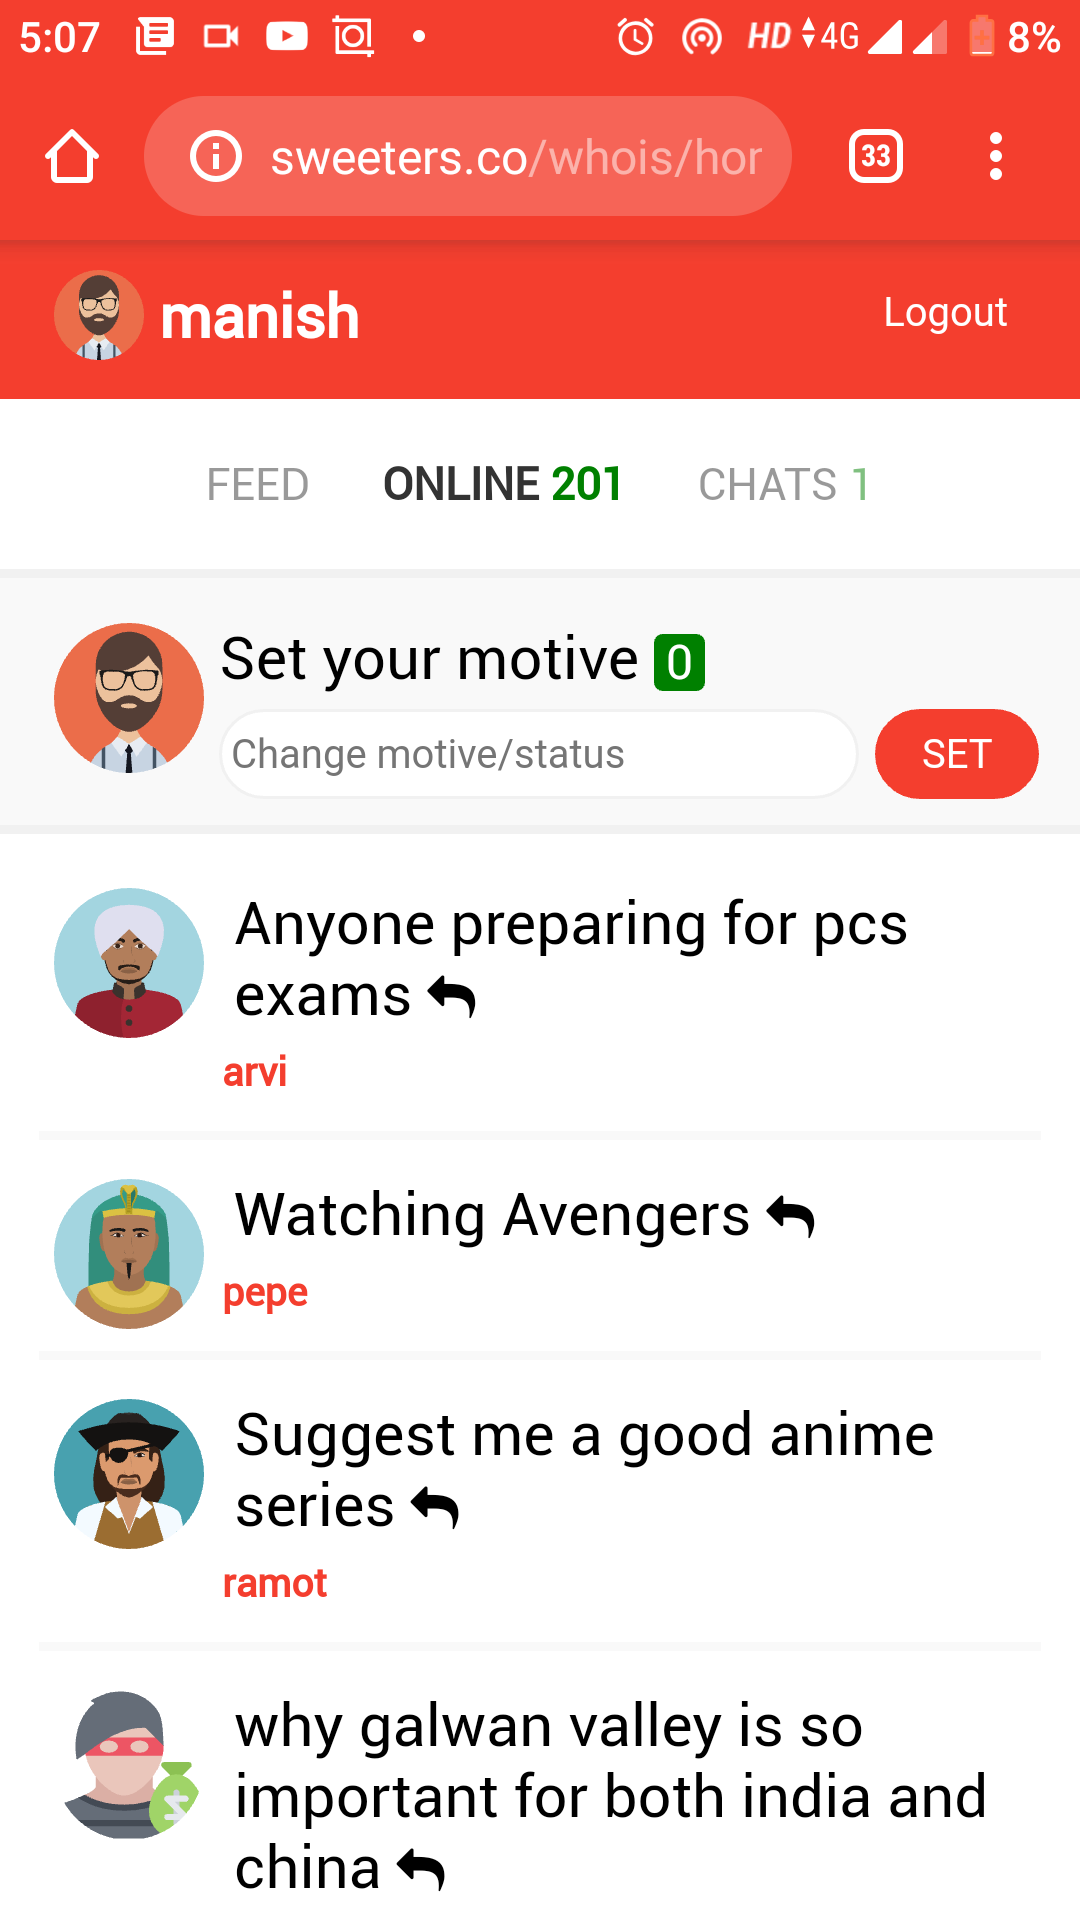 5:07 HD 4G 8%
sweeters.co/whois/hor 33
manish Logout
FEED ONLINE 201 CHATS 1
Set your motive 0
Change motive/status SET
Anyone preparing for pcs
exams
arvi
Watching Avengers
pepe
Suggest me a good anime
series
ramot
why galwan valley is so
important for both india and
china